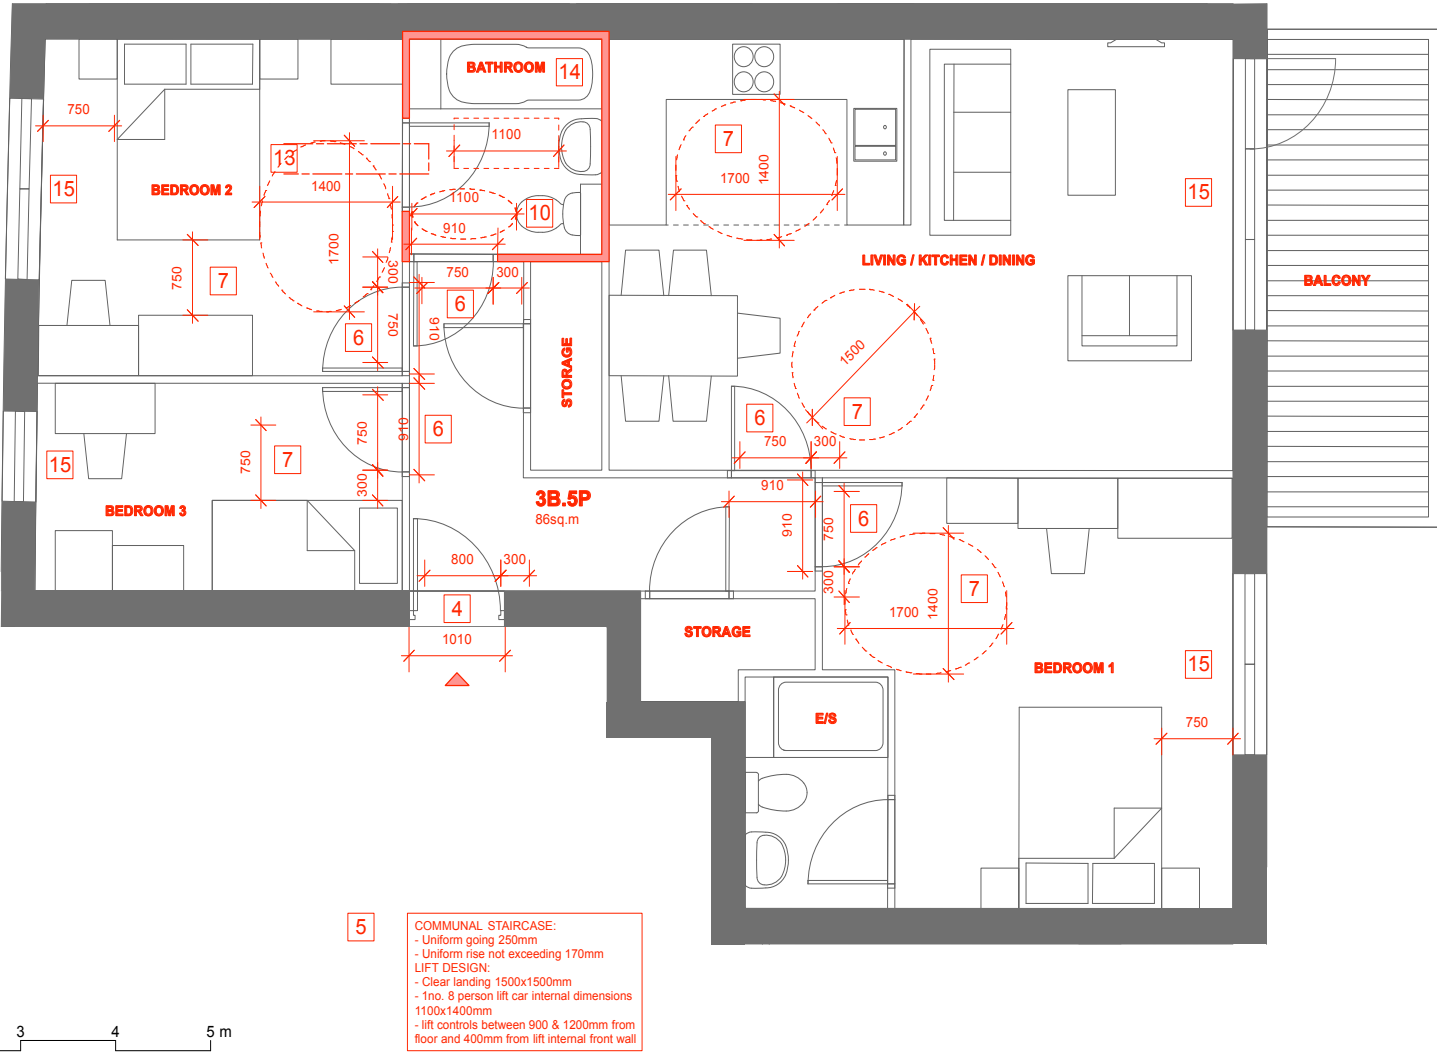 BATHROOM
14
750
1100
7
13
1400
1700
15
BEDROOM 2
1400
1100
10
910
1700
15
LIVING / KITCHEN / DINING
BALCONY
750
7
1700
300
750
300
6
6
750
910
STORAGE
1500
7
6
750
300
15
7
750
750
910
6
300
BEDROOM 3
3B.5P
86sq.m
910
910
750
6
800
300
300
7
1700
1400
4
1010
STORAGE
BEDROOM 1
15
E/S
750
5
COMMUNAL STAIRCASE:
- Uniform going 250mm
- Uniform rise not exceeding 170mm
LIFT DESIGN:
- Clear landing 1500x1500mm
- 1no. 8 person lift car internal dimensions
1100x1400mm
- lift controls between 900 & 1200mm from
floor and 400mm from lift internal front wall
3 4 5 m